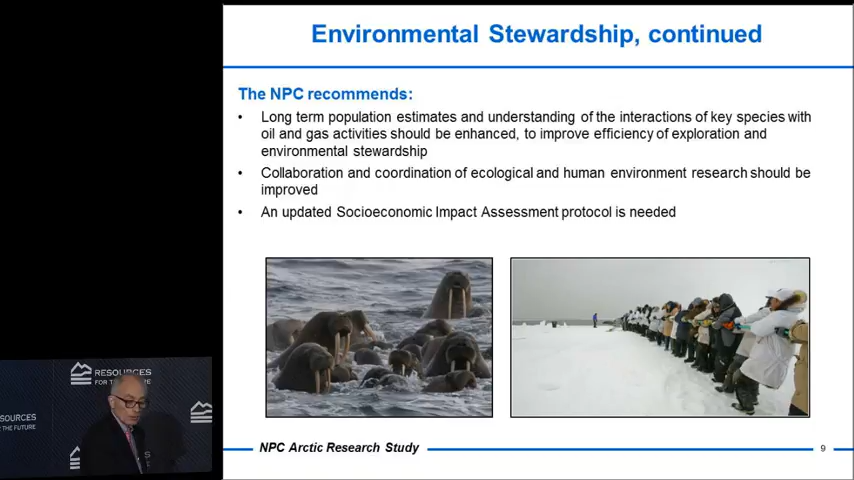 Environmental Stewardship, continued
The NPC recommends:
• Long term population estimates and understanding of the interactions of key species with
oil and gas activities should be enhanced, to improve efficiency of exploration and
environmental stewardship
• Collaboration and coordination of ecological and human environment research should be
improved
• An updated Socioeconomic Impact Assessment protocol is needed
NPC Arctic Research Study
9
RESOURCES
FOR THE FUTURE
SOURCES
THE FUTURE